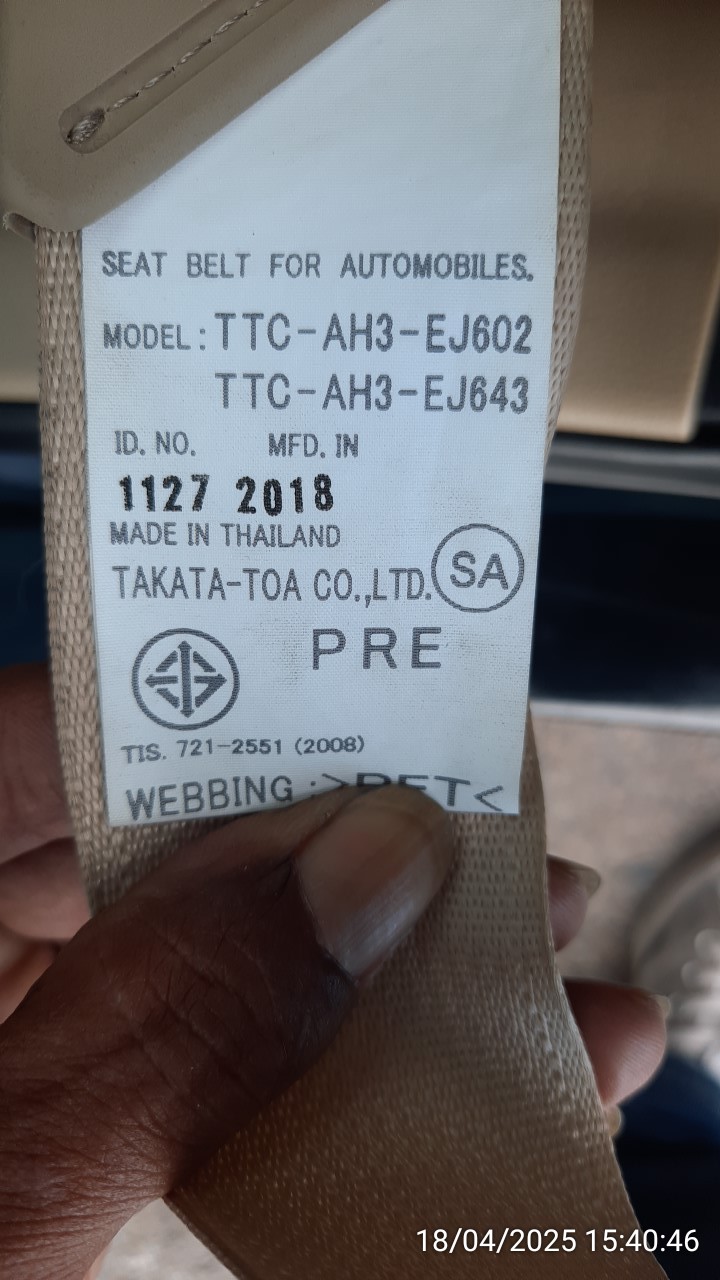 SEAT BELT FOR AUTOMOBILES.
MODEL: TTC-AH3-EJ602
TTC-AH3-EJ643
ID. NO. MFD. IN
1127 2018
MADE IN THAILAND
TAKATA-TOA CO.,LTD. SA
PRE
TIS. 721-2551 (2008)
WEBBING :>PET<
18/04/2025 15:40:46